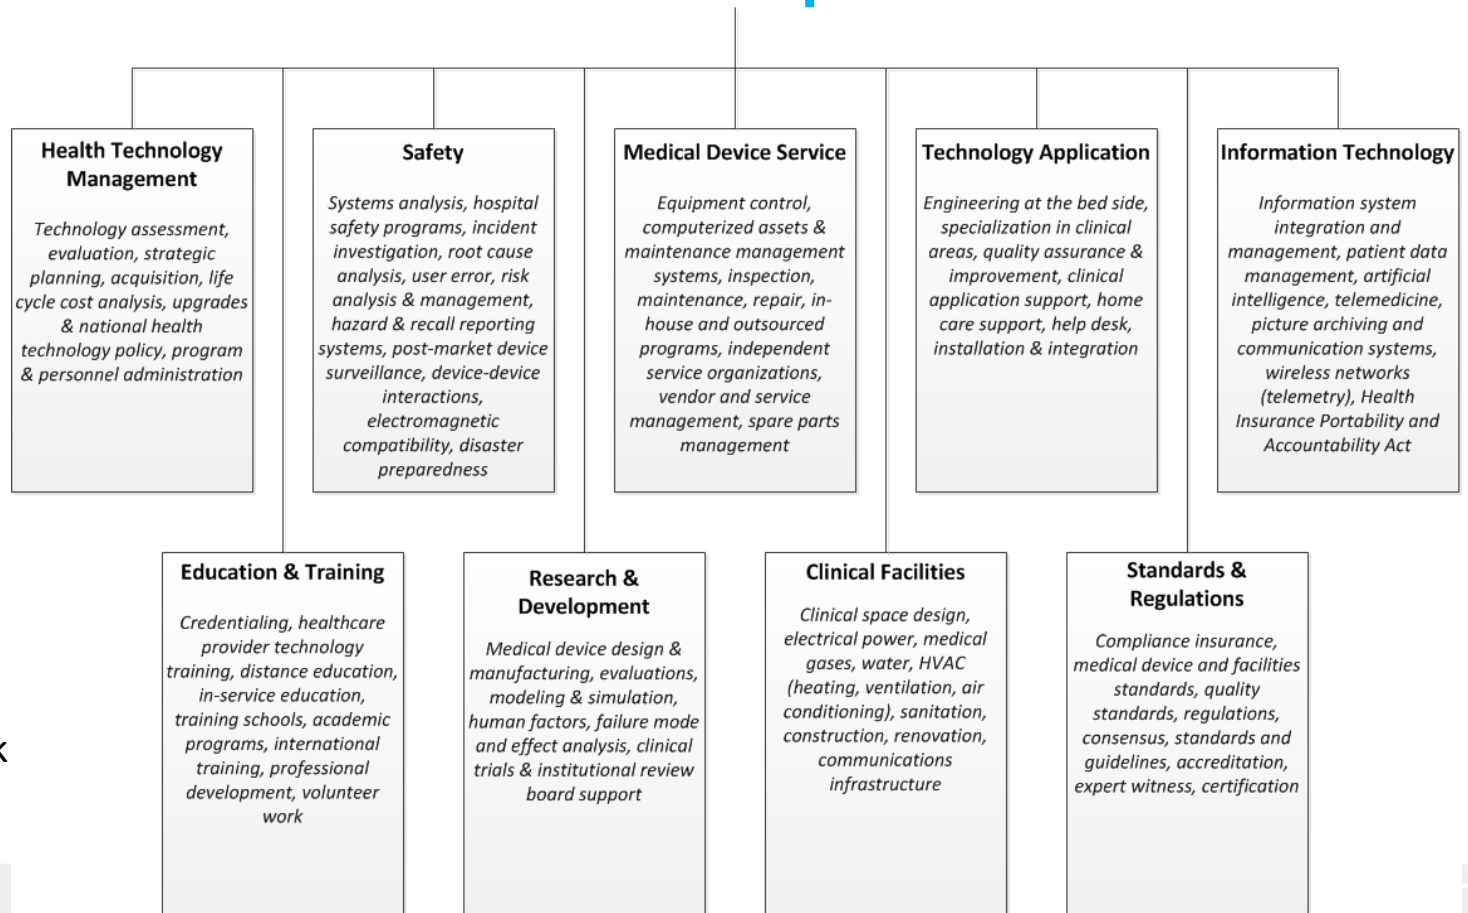 Health Technology
Management
Technology assessment,
evaluation, strategic
planning, acquisition, life
cycle cost analysis, upgrades
& national health
technology policy, program
& personnel administration
Safety
Systems analysis, hospital
safety programs, incident
investigation, root cause
analysis, user error, risk
analysis & management,
hazard & recall reporting
systems, post-market device
surveillance, device-device
interactions,
electromagnetic
compatibility, disaster
preparedness
Medical Device Service
Equipment control,
computerized assets &
maintenance management
systems, inspection,
maintenance, repair, in-
house and outsourced
programs, independent
service organizations,
vendor and service
management, spare parts
management
Technology Application
Engineering at the bed side,
specialization in clinical
areas, quality assurance &
improvement, clinical
application support, home
care support, help desk,
installation & integration
Information Technology
Information system
integration and
management, patient data
management, artificial
intelligence, telemedicine,
picture archiving and
communication systems,
wireless networks
(telemetry), Health
Insurance Portability and
Accountability Act
Education & Training
Credentialing, healthcare
provider technology
training, distance education,
in-service education,
training schools, academic
programs, international
training, professional
development, volunteer
work
Research &
Development
Medical device design &
manufacturing, evaluations,
modeling & simulation,
human factors, failure mode
and effect analysis, clinical
trials & institutional review
board support
Clinical Facilities
Clinical space design,
electrical power, medical
gases, water, HVAC
(heating, ventilation, air
conditioning), sanitation,
construction, renovation,
communications
infrastructure
Standards &
Regulations
Compliance insurance,
medical device and facilities
standards, quality
standards, regulations,
consensus, standards and
guidelines, accreditation,
expert witness, certification